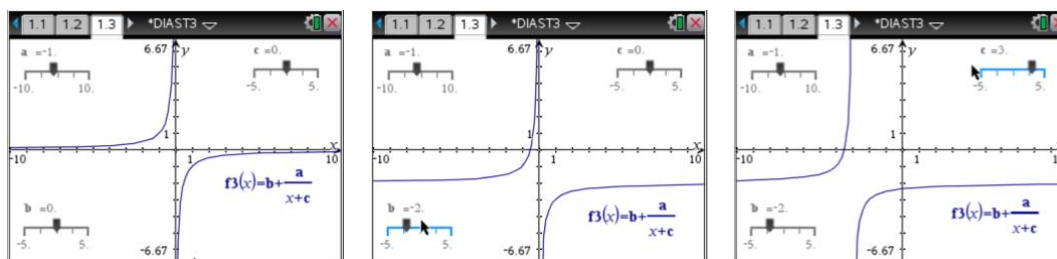 1.1 1.2 1.3 *DIAST3
a =-1.
-10. 10.
6.67 y
c =0.
-5. 5.
1
x
-10 1 10
f3(x)=b+a/(x+c)
b =0.
-5. 5.
-6.67
1.1 1.2 1.3 *DIAST3
a =-1.
-10. 10.
6.67 y
c =0.
-5. 5.
1
x
-10 1 10
f3(x)=b+a/(x+c)
b =-2.
-5. 5.
-6.67
1.1 1.2 1.3 *DIAST3
a =-1.
-10. 10.
6.67 y
c =3.
-5. 5.
1
x
-10 1 10
f3(x)=b+a/(x+c)
b =-2.
-5. 5.
-6.67